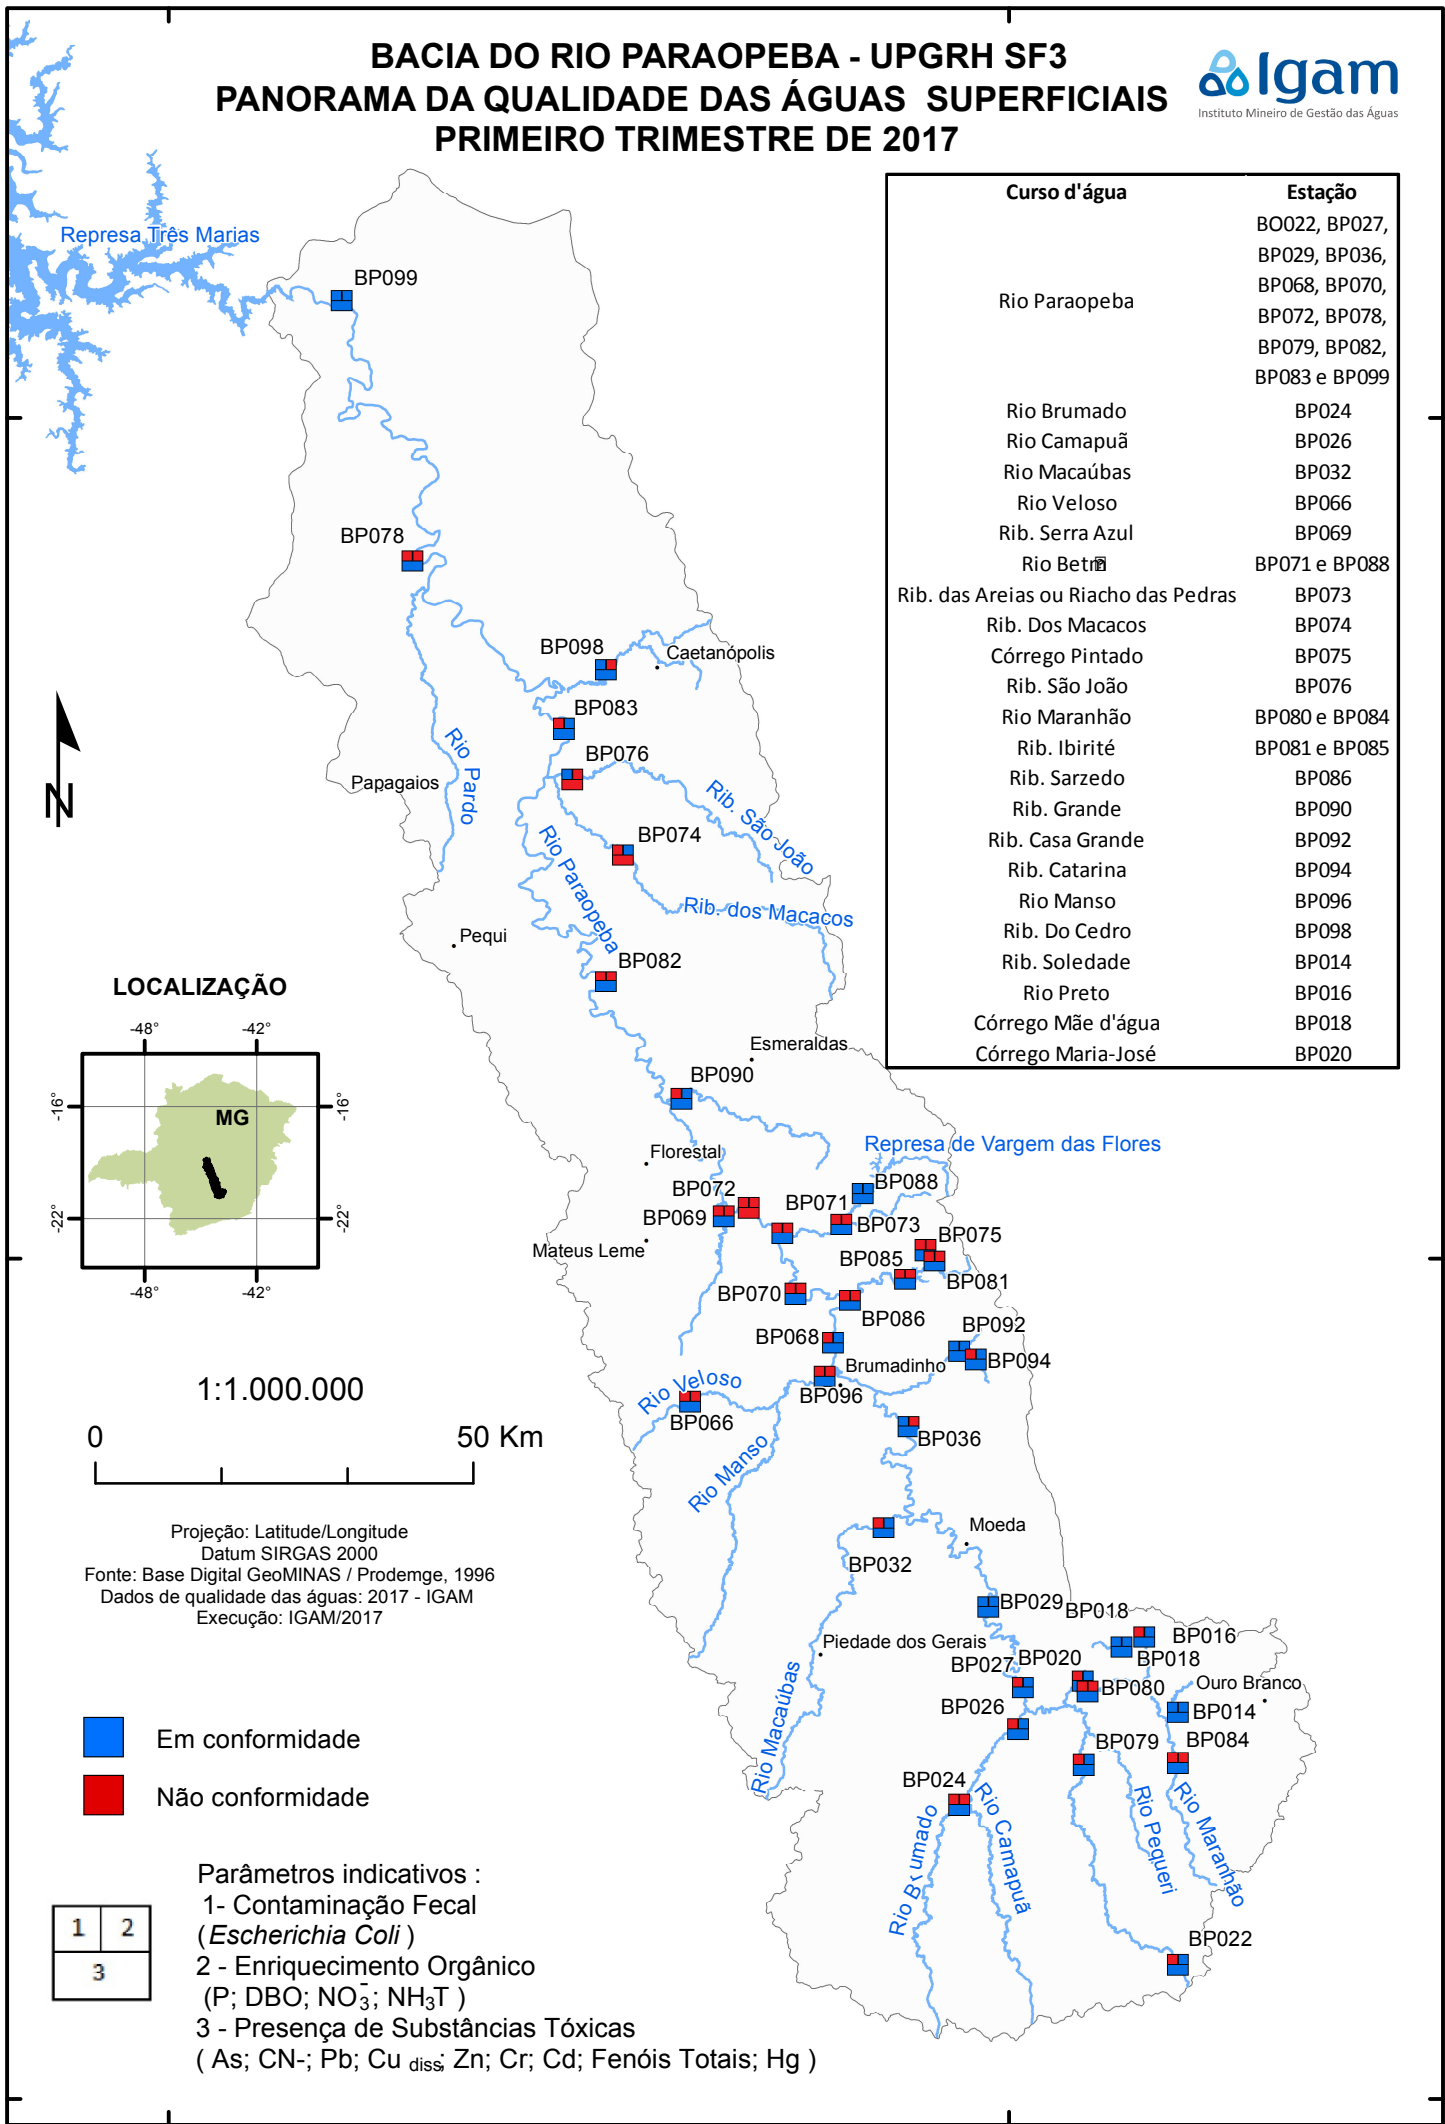 BACIA DO RIO PARAOPEBA - UPGRH SF3
PANORAMA DA QUALIDADE DAS ÁGUAS SUPERFICIAIS
PRIMEIRO TRIMESTRE DE 2017
Igam
Instituto Mineiro de Gestão das Águas
Curso d'água Estação
Rio Paraopeba
BO022, BP027,
BP029, BP036,
BP068, BP070,
BP072, BP078,
BP079, BP082,
BP083 e BP099
Rio Brumado BP024
Rio Camapuã BP026
Rio Macaúbas BP032
Rio Veloso BP066
Rib. Serra Azul BP069
Rio Bet BP071 e BP088
Rib. das Areias ou Riacho das Pedras BP073
Rib. Dos Macacos BP074
Córrego Pintado BP075
Rib. São João BP076
Rio Maranhão BP080 e BP084
Rib. Ibirité BP081 e BP085
Rib. Sarzedo BP086
Rib. Grande BP090
Rib. Casa Grande BP092
Rib. Catarina BP094
Rio Manso BP096
Rib. Do Cedro BP098
Rib. Soledade BP014
Rio Preto BP016
Córrego Mãe d'água BP018
Córrego Maria-José BP020
Represa Três Marias
BP099
BP078
BP098
Caetanópolis
BP083
BP076
Rio Pardo
Papagaios
Rib. São João
BP074
Rio Paraopeba
Rib. dos Macacos
Pequi
BP082
Esmeraldas
BP090
Represa de Vargem das Flores
Florestal
BP088
BP072
BP071
BP069
BP073
Mateus Leme
BP075
BP085
BP081
BP070
BP086
BP068
BP092
Brumadinho
BP094
Rio Veloso
BP096
BP066
BP036
Rio Manso
Moeda
BP032
BP029
BP018
BP016
Piedade dos Gerais
BP018
BP027
BP020
BP080
Ouro Branco
BP026
BP014
Rio Macaúbas
BP079
BP084
BP024
Rio Brumado
Rio Camapuã
Rio Pequeri
Rio Maranhão
BP022
N
LOCALIZAÇÃO
-48° -42°
-16° -16°
MG
-22° -22°
-48° -42°
1:1.000.000
0 50 Km
Projeção: Latitude/Longitude
Datum SIRGAS 2000
Fonte: Base Digital GeoMINAS / Prodemge, 1996
Dados de qualidade das águas: 2017 - IGAM
Execução: IGAM/2017
Em conformidade
Não conformidade
1 2
3
Parâmetros indicativos :
1- Contaminação Fecal
(Escherichia Coli )
2 - Enriquecimento Orgânico
(P; DBO; NO₃⁻; NH₃T )
3 - Presença de Substâncias Tóxicas
( As; CN-; Pb; Cu diss; Zn; Cr; Cd; Fenóis Totais; Hg )